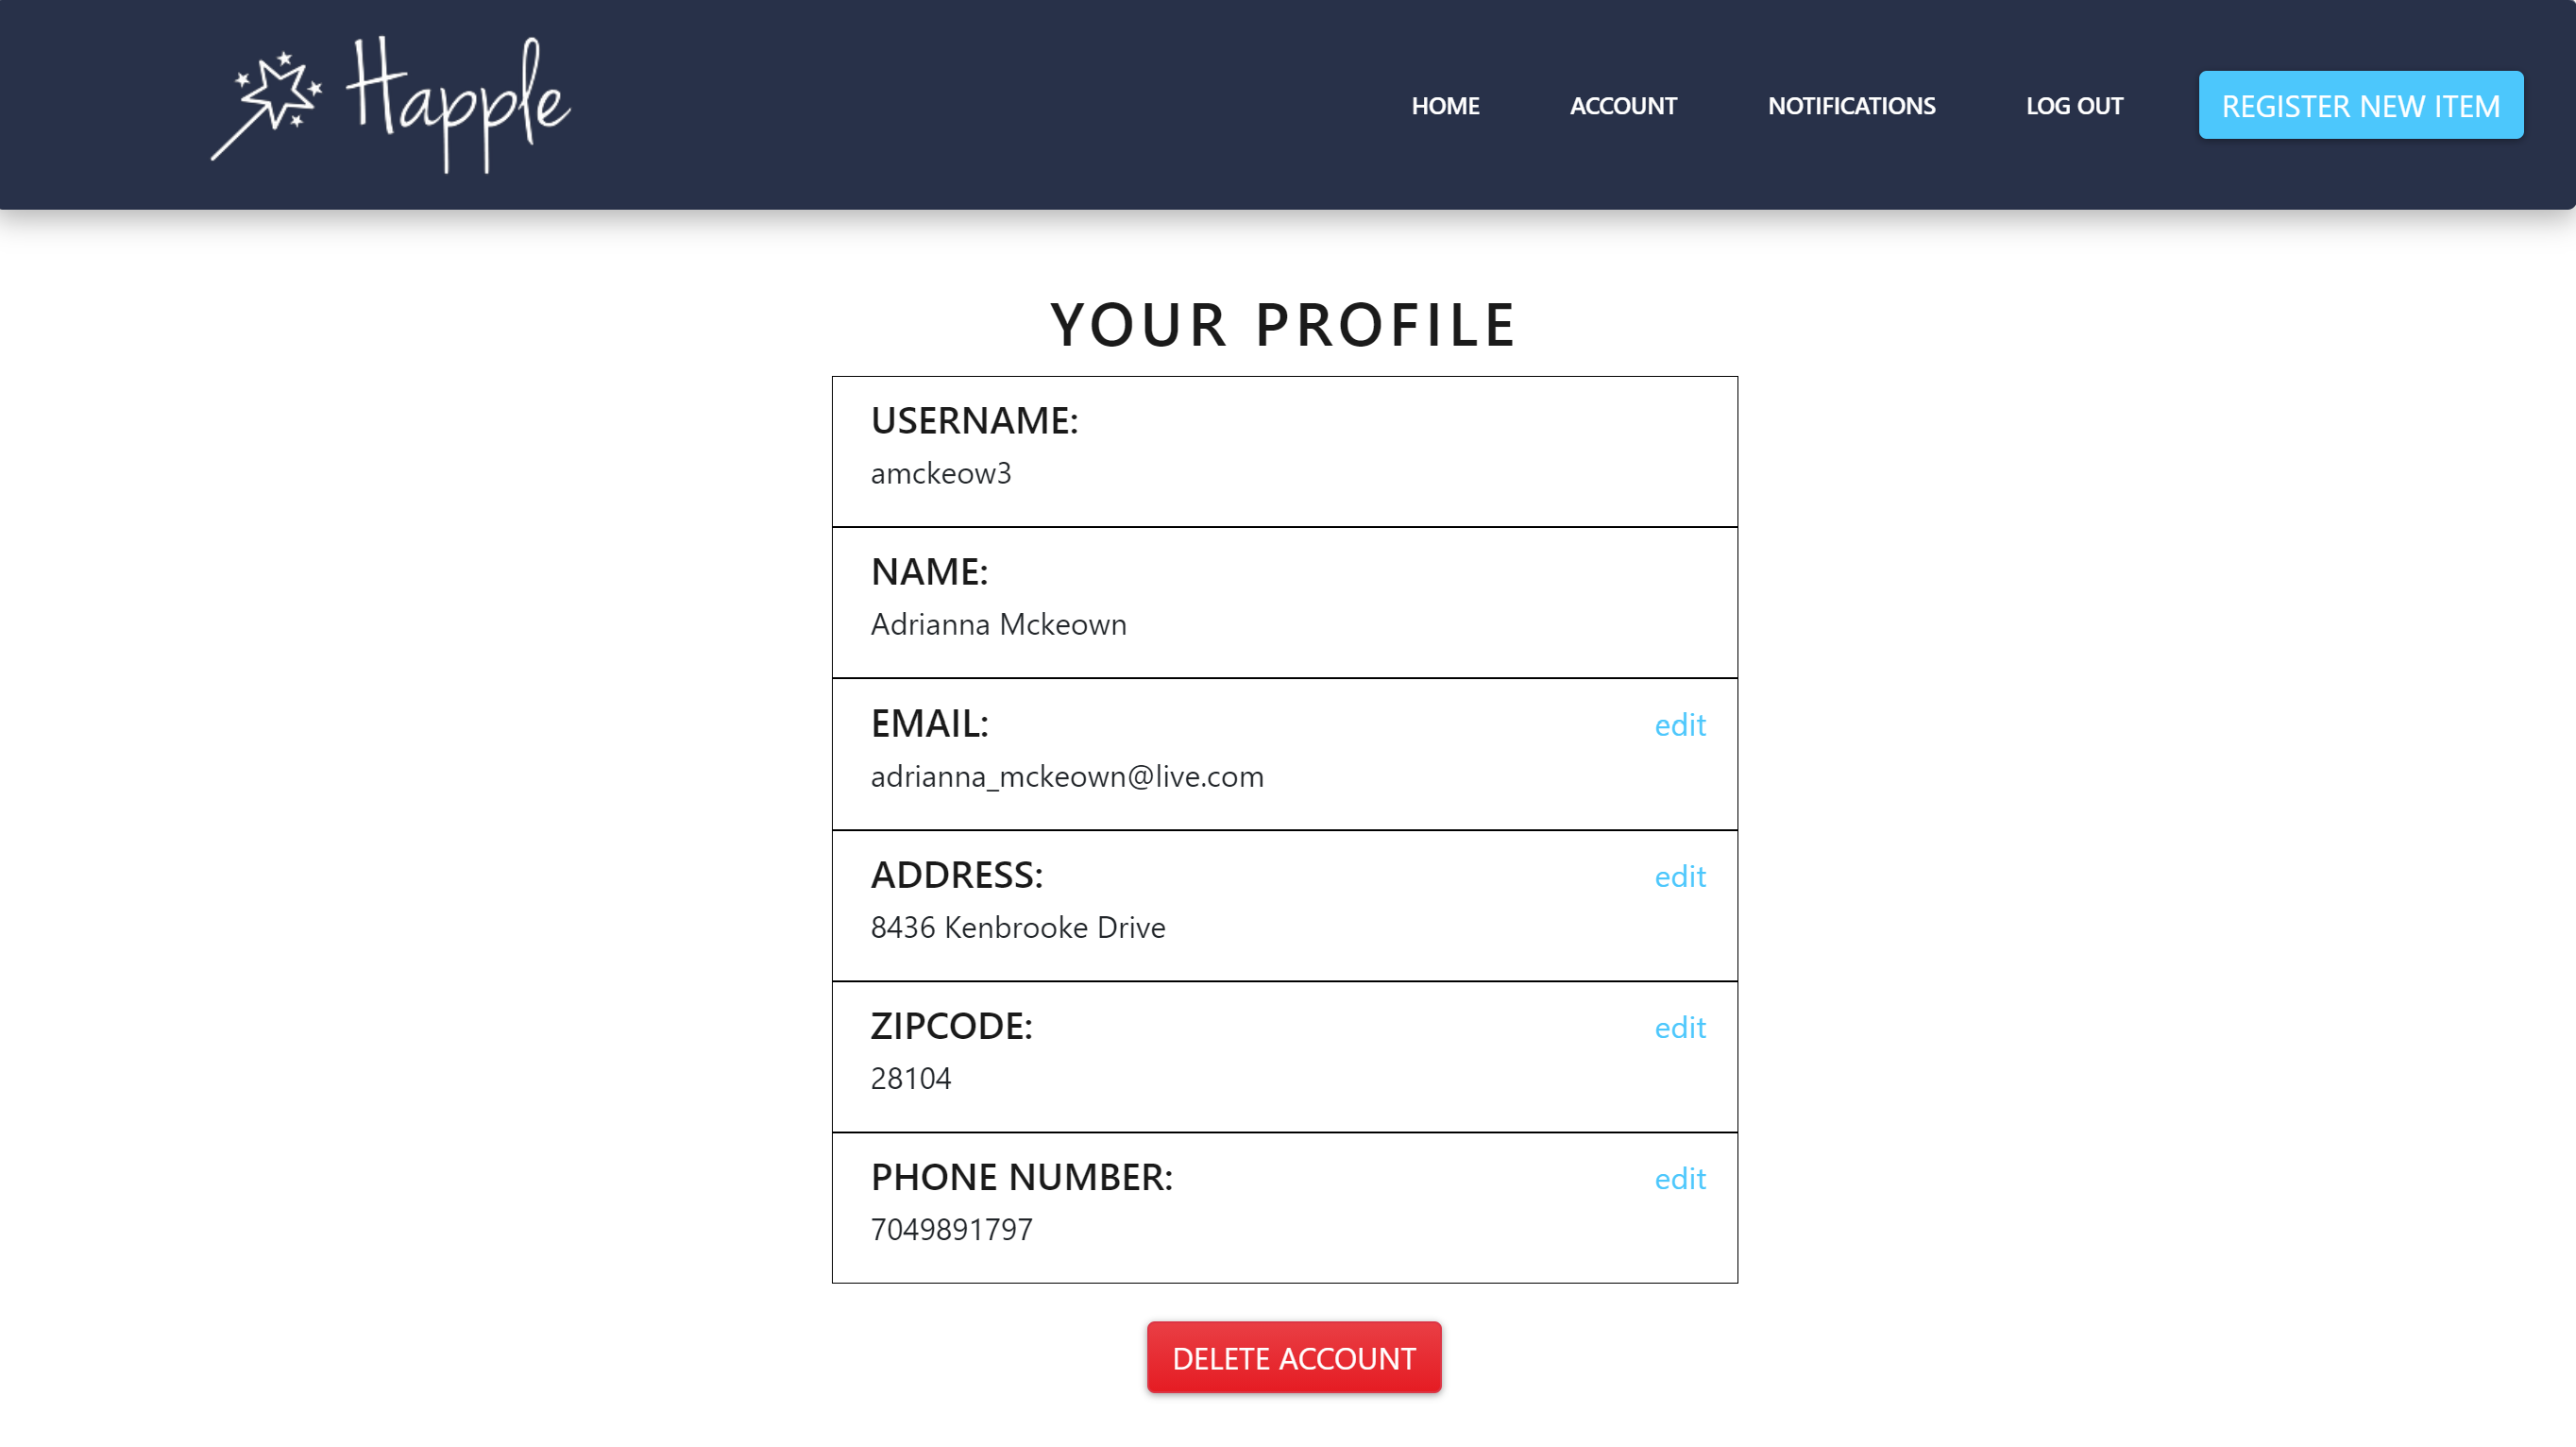 Happle
HOME ACCOUNT NOTIFICATIONS LOG OUT REGISTER NEW ITEM
YOUR PROFILE
USERNAME:
amckeow3
NAME:
Adrianna Mckeown
EMAIL: edit
adrianna_mckeown@live.com
ADDRESS: edit
8436 Kenbrooke Drive
ZIPCODE: edit
28104
PHONE NUMBER: edit
7049891797
DELETE ACCOUNT